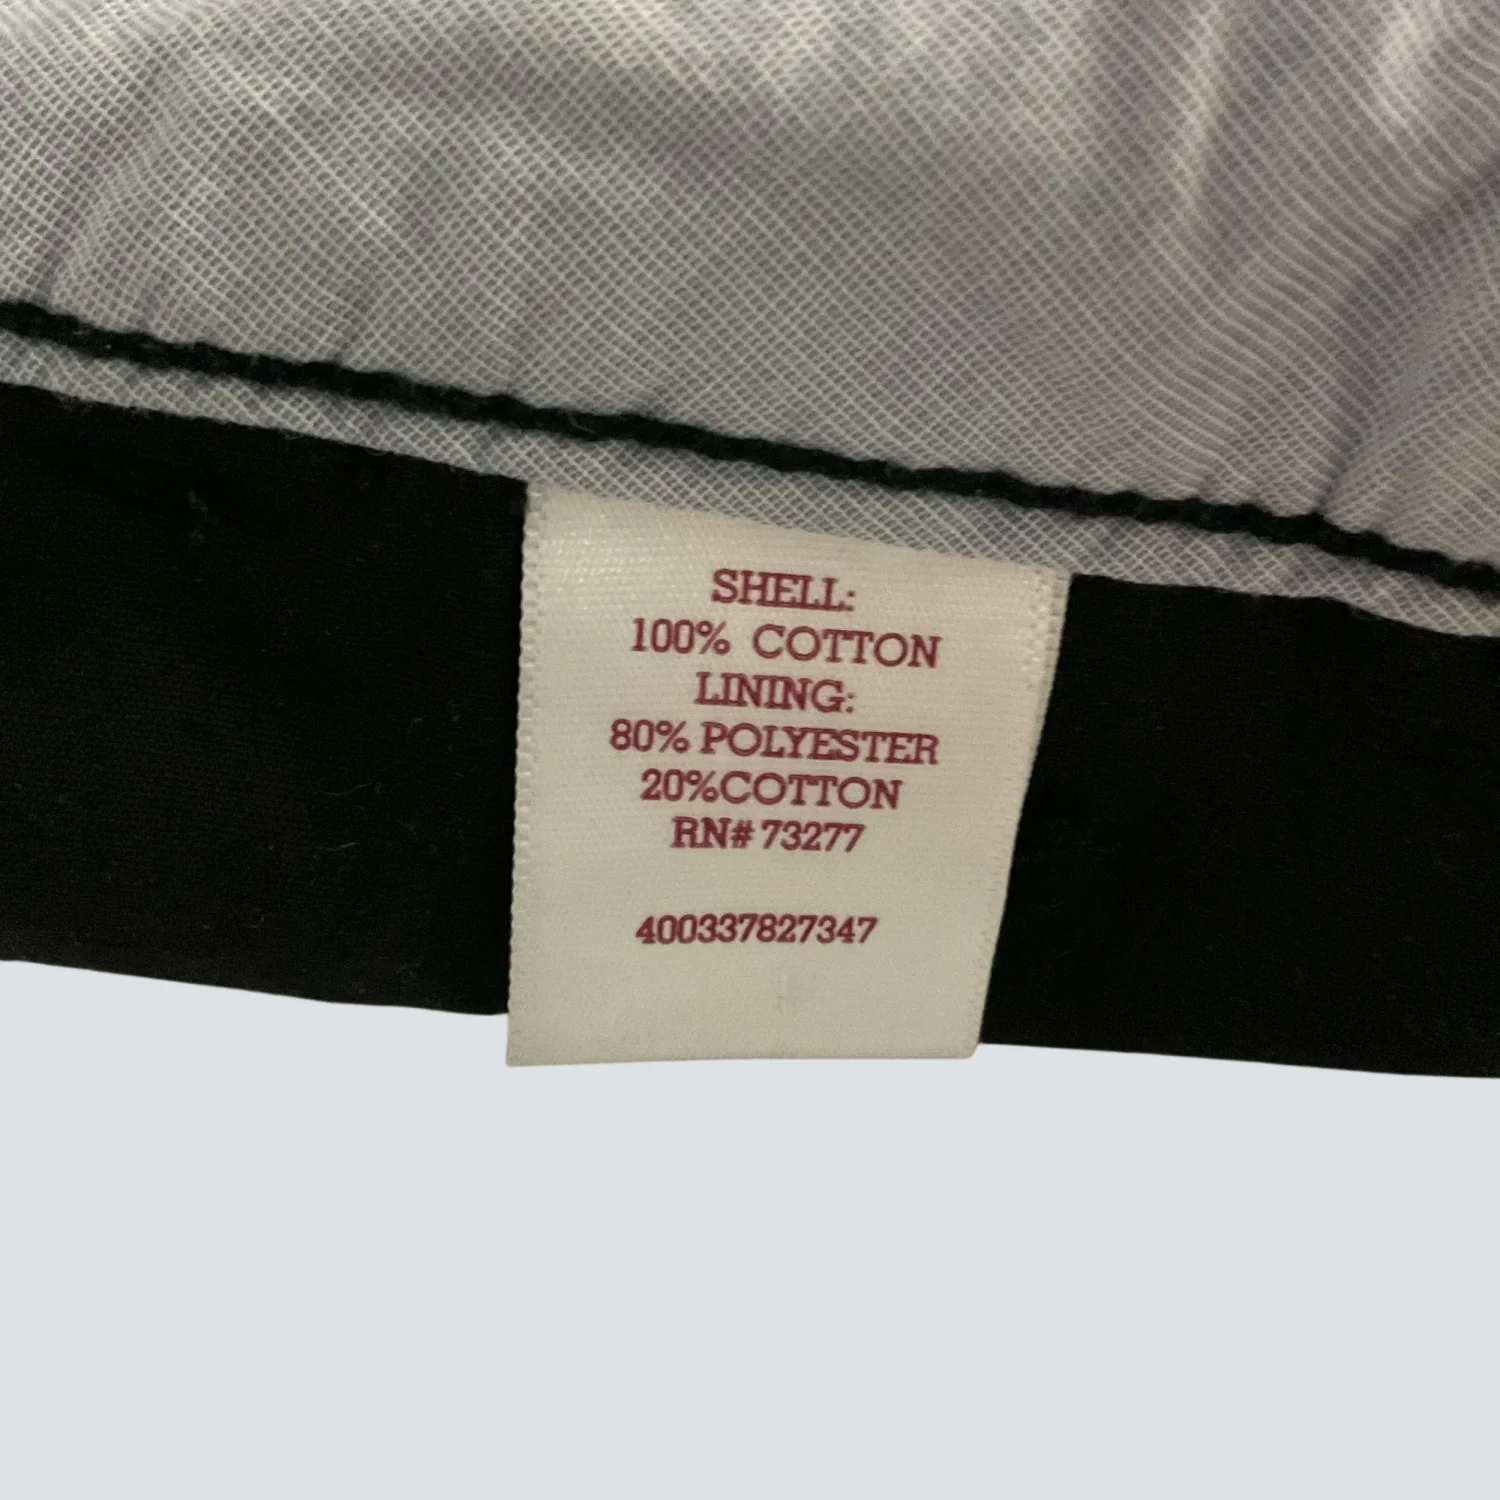 SHELL:
100% COTTON
LINING:
80% POLYESTER
20%COTTON
RN# 73277
400337827347